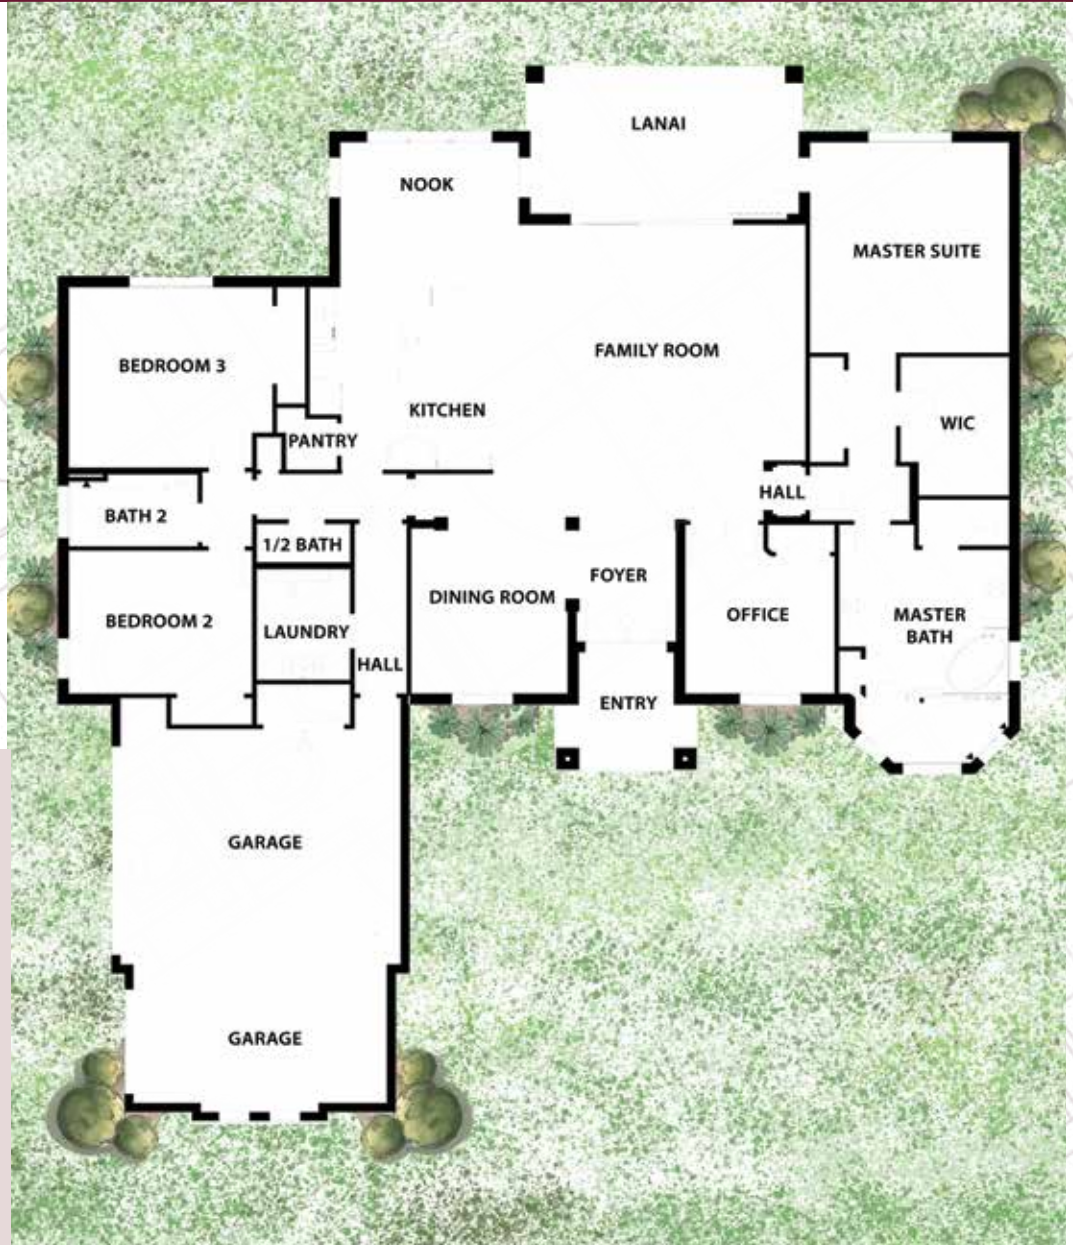 LANAI
NOOK
MASTER SUITE
FAMILY ROOM
BEDROOM 3
KITCHEN
WIC
PANTRY
HALL
BATH 2
1/2 BATH
FOYER
DINING ROOM
OFFICE
MASTER
BATH
BEDROOM 2
LAUNDRY
HALL
ENTRY
GARAGE
GARAGE